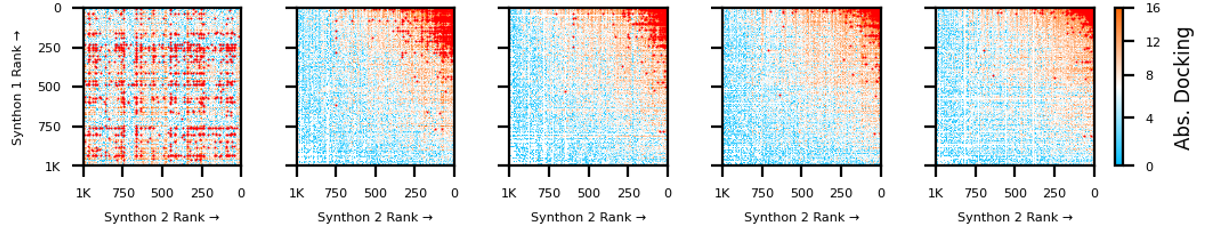 0
250
500
750
1K
Synthon 1 Rank →
1K 750 500 250 0
1K 750 500 250 0
1K 750 500 250 0
1K 750 500 250 0
1K 750 500 250 0
Synthon 2 Rank →
Synthon 2 Rank →
Synthon 2 Rank →
Synthon 2 Rank →
Synthon 2 Rank →
16
12
8
4
0
Abs. Docking